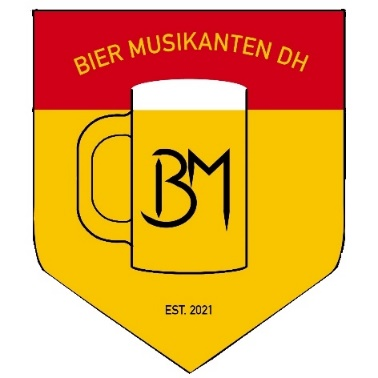 BIER MUSIKANTEN DH
BM
EST. 2021